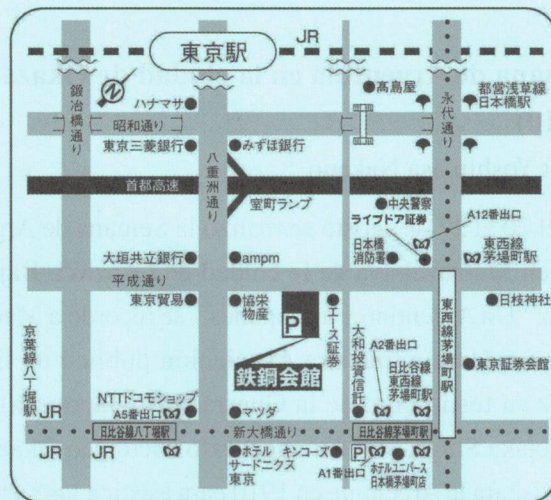 JR
東京駅
鍛冶橋通り
N
ハナマサ
髙島屋
都営浅草線
日本橋駅
永代通り
昭和通り
東京三菱銀行
みずほ銀行
八重洲通り
首都高速
室町ランプ
中央警察
ライブドア証券
A12番出口
日本橋
消防署
東西線
茅場町駅
大垣共立銀行
ampm
平成通り
東京貿易
協栄
物産
P
エース証券
大和投資信託
東西線茅場町駅
日枝神社
京葉線八丁堀駅
鉄鋼会館
A2番出口
日比谷線
東西線
茅場町駅
東京証券会館
NTTドコモショップ
A5番出口
マツダ
JR
日比谷線八丁堀駅
新大橋通り
日比谷線茅場町駅
JR
JR
ホテル
サードニクス
東京
キンコーズ
A1番出口
P
ホテルユニバース
日本橋茅場町店